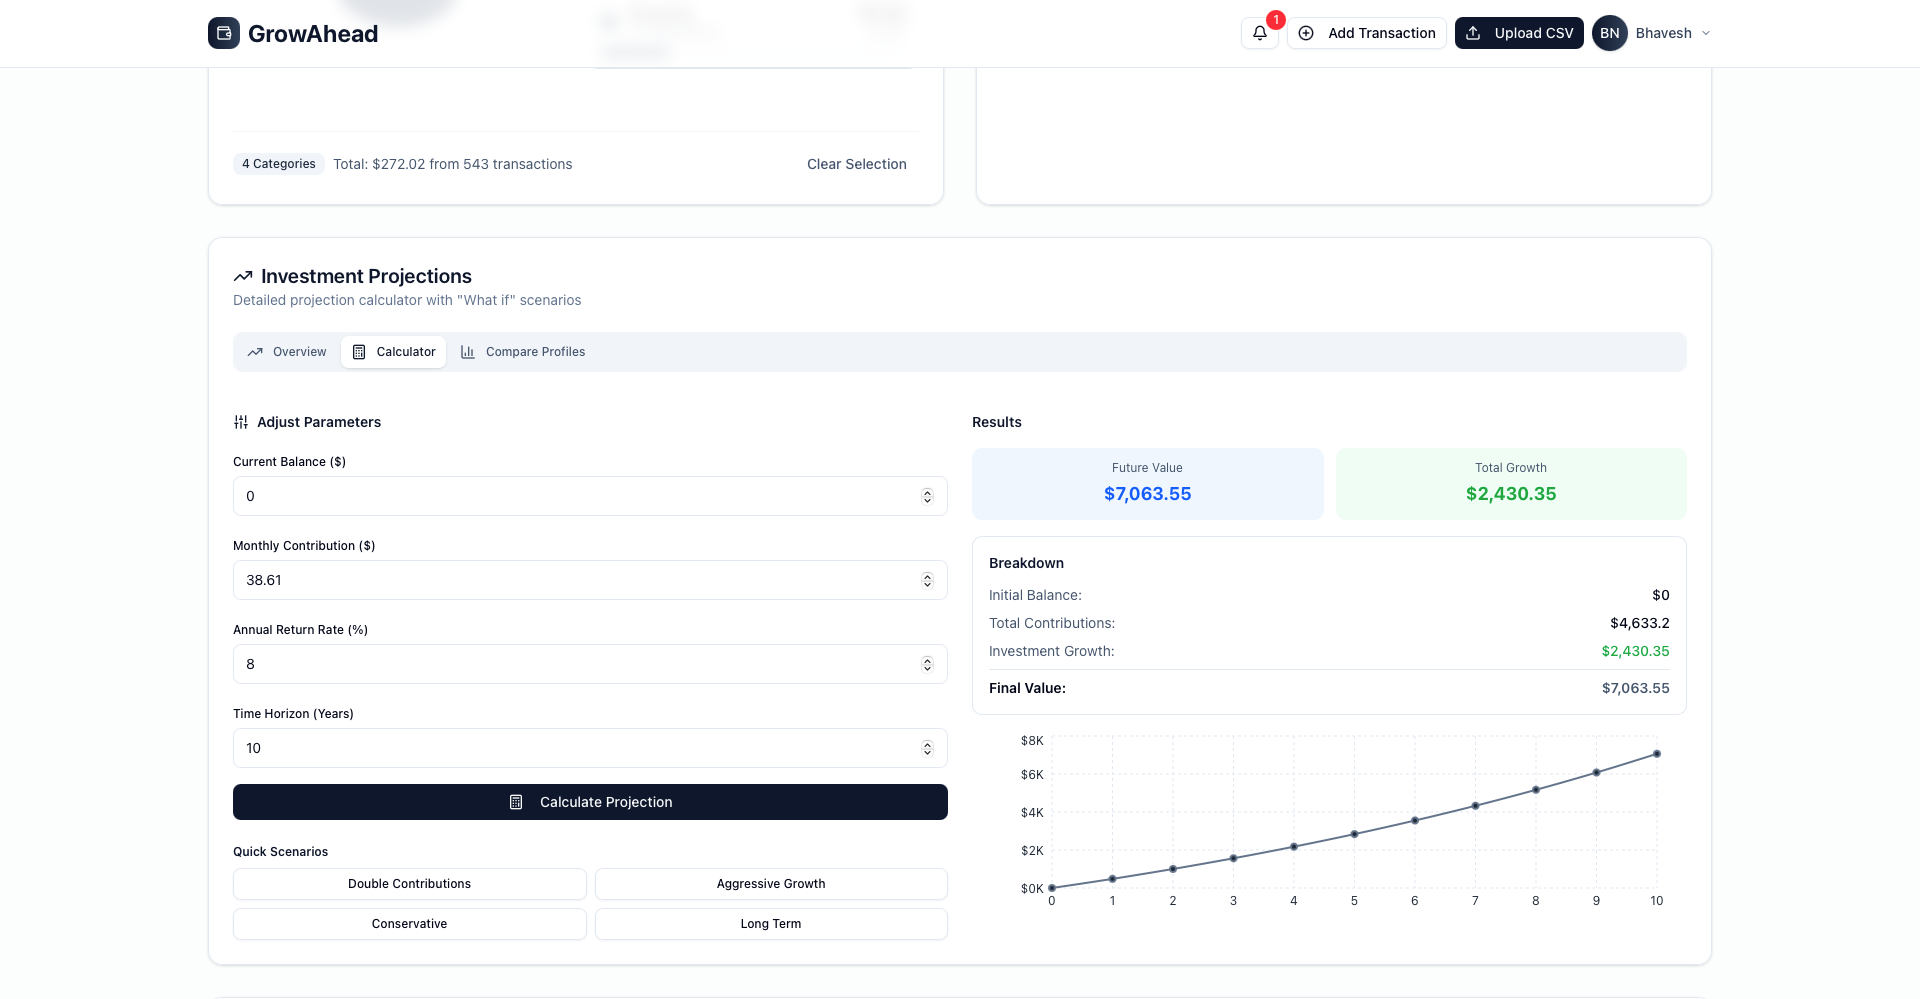 GrowAhead
1
Add Transaction
Upload CSV
BN
Bhavesh
4 Categories
Total: $272.02 from 543 transactions
Clear Selection
Investment Projections
Detailed projection calculator with "What if" scenarios
Overview
Calculator
Compare Profiles
Adjust Parameters
Current Balance ($)
0
Monthly Contribution ($)
38.61
Annual Return Rate (%)
8
Time Horizon (Years)
10
Calculate Projection
Quick Scenarios
Double Contributions
Aggressive Growth
Conservative
Long Term
Results
Future Value
$7,063.55
Total Growth
$2,430.35
Breakdown
Initial Balance: $0
Total Contributions: $4,633.2
Investment Growth: $2,430.35
Final Value: $7,063.55
$8K
$6K
$4K
$2K
$0K
0 1 2 3 4 5 6 7 8 9 10